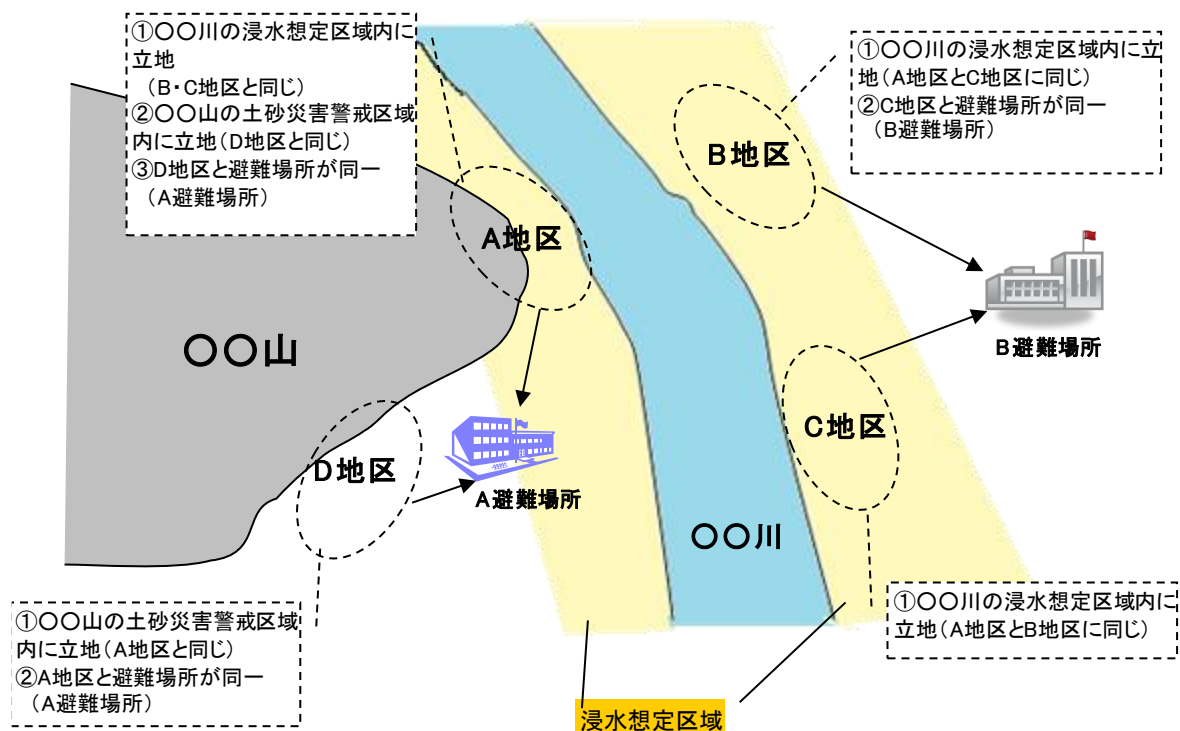 ①〇〇川の浸水想定区域内に
立地
（B・C地区と同じ）
②〇〇山の土砂災害警戒区域
内に立地（D地区と同じ）
③D地区と避難場所が同一
（A避難場所）
①〇〇川の浸水想定区域内に立
地（A地区とC地区に同じ）
②C地区と避難場所が同一
（B避難場所）
B地区
A地区
〇〇山
B避難場所
C地区
D地区
A避難場所
〇〇川
①〇〇山の土砂災害警戒区域
内に立地（A地区と同じ）
②A地区と避難場所が同一
（A避難場所）
①〇〇川の浸水想定区域内に
立地（A地区とB地区に同じ）
浸水想定区域